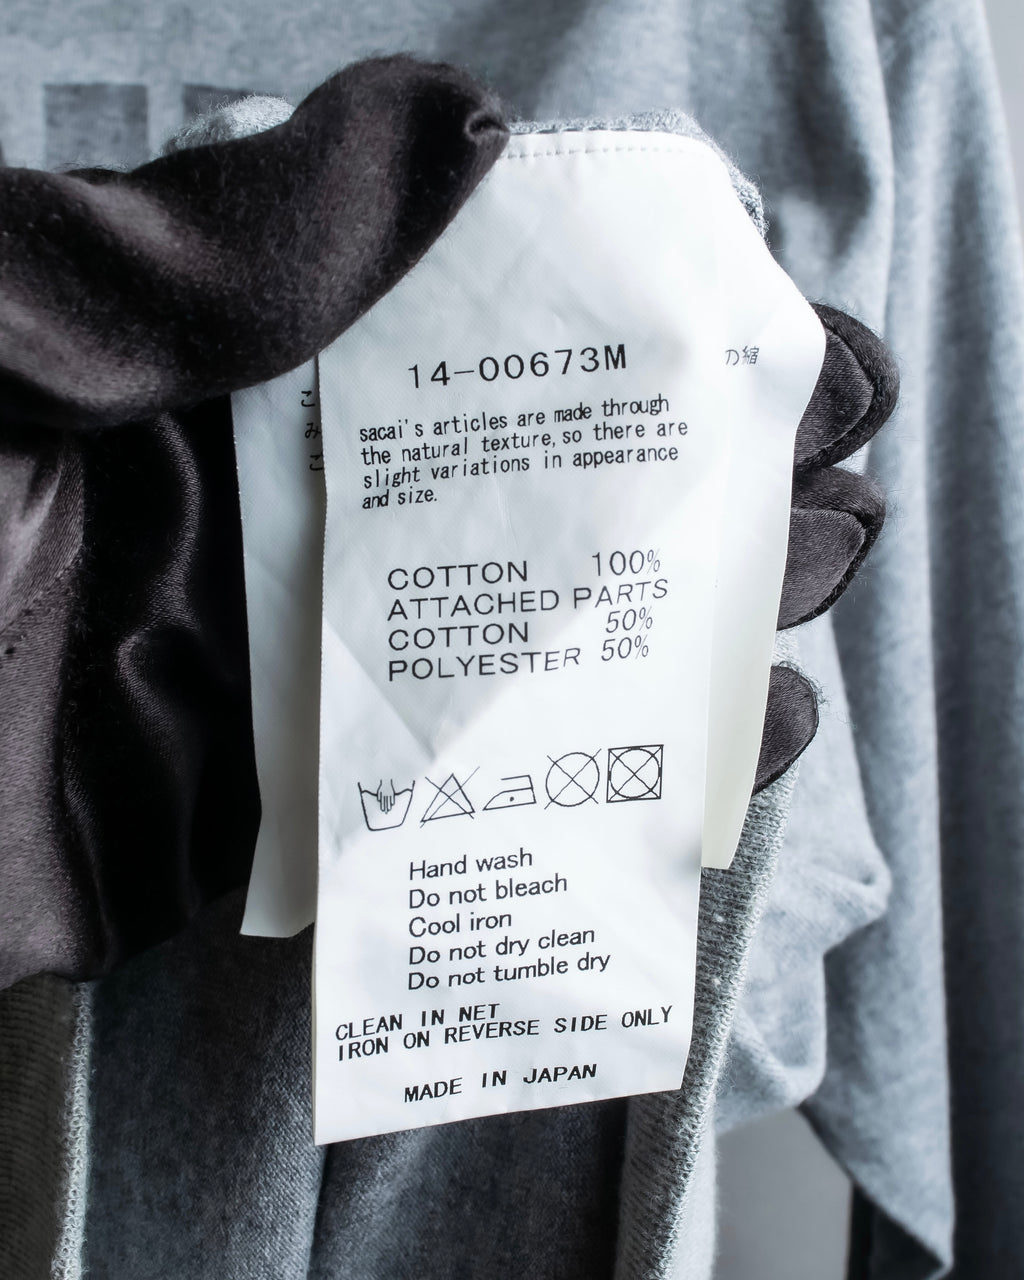 14-00673M
sacai's articles are made through
the natural texture, so there are
slight variations in appearance
and size.
COTTON 100%
ATTACHED PARTS
COTTON 50%
POLYESTER 50%
Hand wash
Do not bleach
Cool iron
Do not dry clean
Do not tumble dry
CLEAN IN NET
IRON ON REVERSE SIDE ONLY
MADE IN JAPAN
の縮